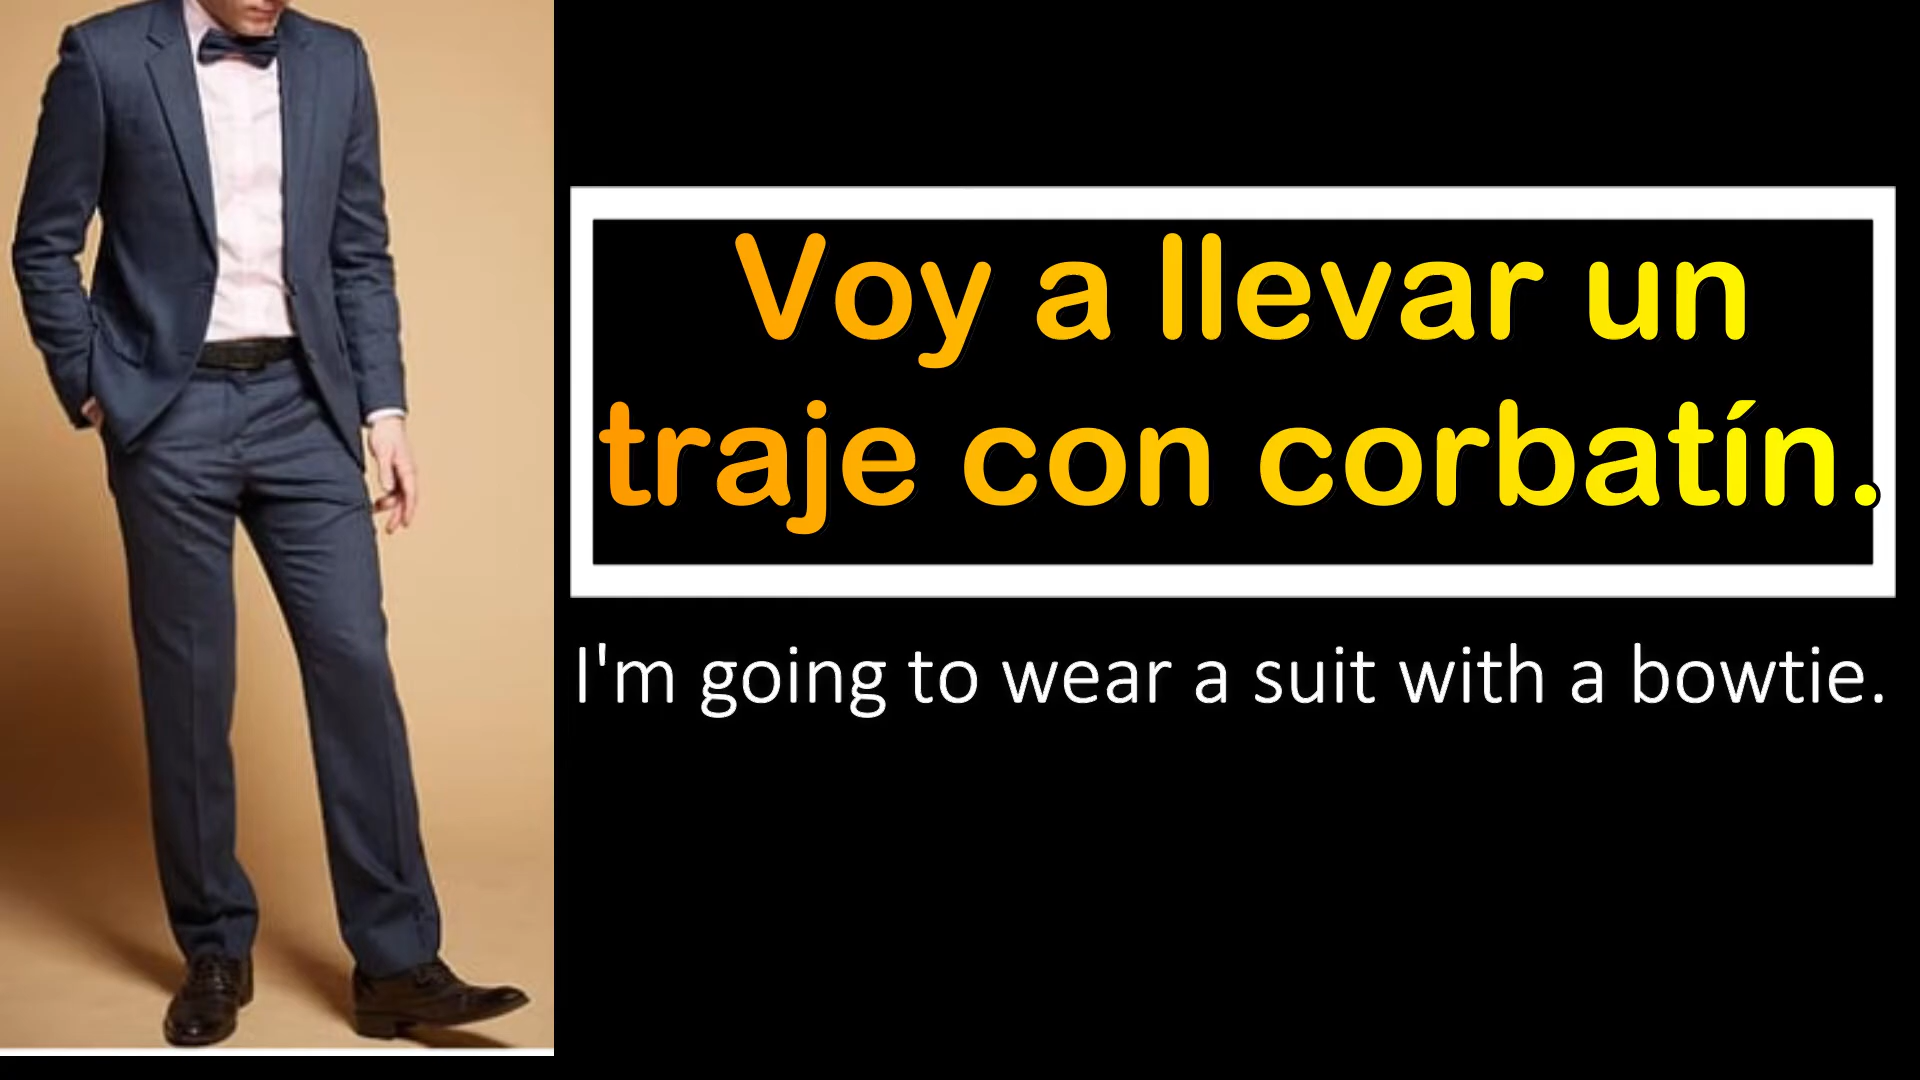 Voy a llevar un
traje con corbatín.
I'm going to wear a suit with a bowtie.